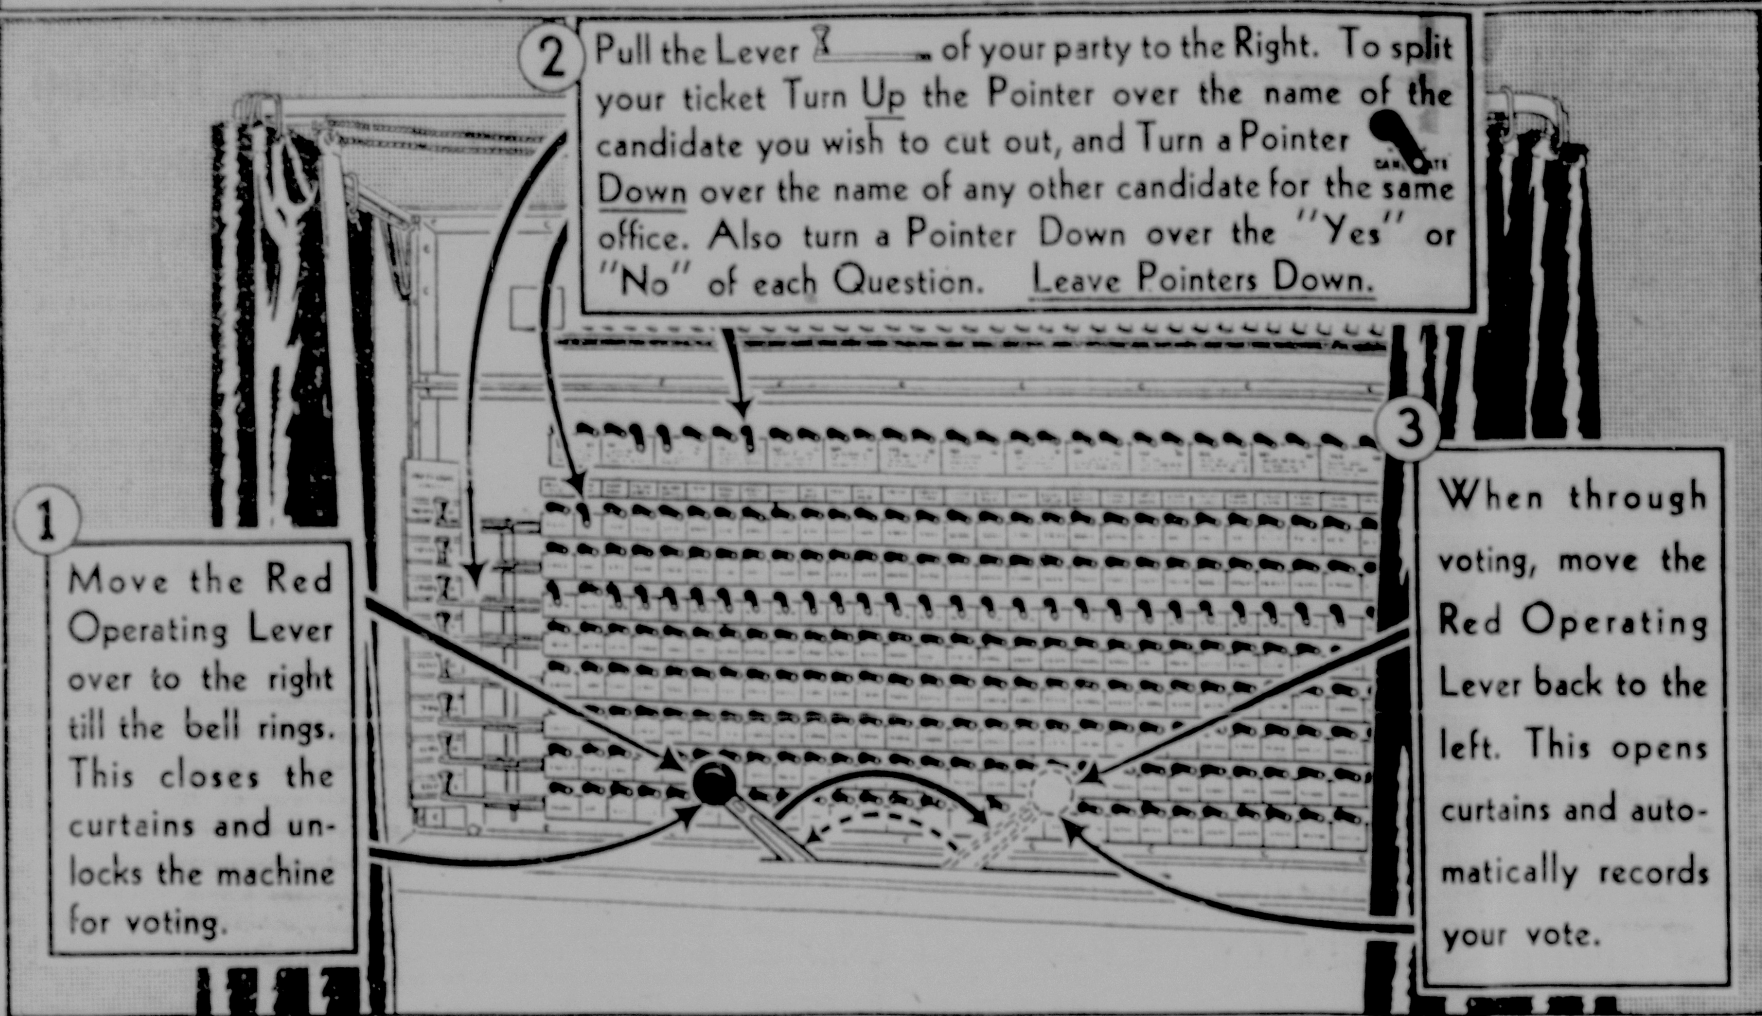 1
Move the Red
Operating Lever
over to the right
till the bell rings.
This closes the
curtains and un-
locks the machine
for voting.
2
Pull the Lever of your party to the Right. To split
your ticket Turn Up the Pointer over the name of the
candidate you wish to cut out, and Turn a Pointer
Down over the name of any other candidate for the same
office. Also turn a Pointer Down over the "Yes" or
"No" of each Question. Leave Pointers Down.
3
When through
voting, move the
Red Operating
Lever back to the
left. This opens
curtains and auto-
matically records
your vote.